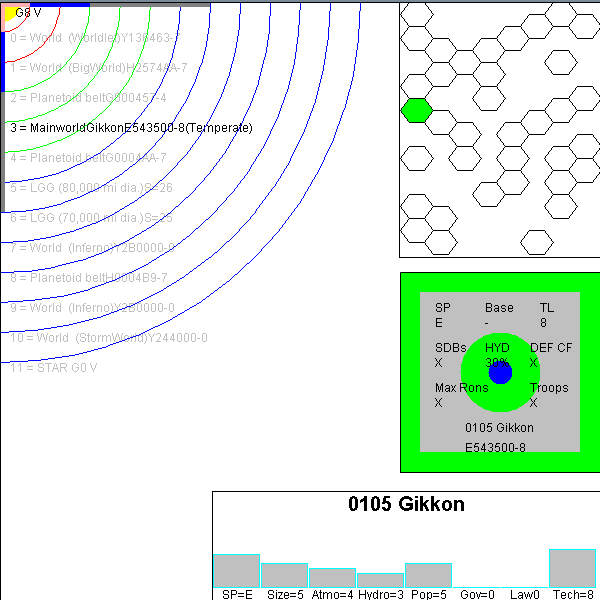 G8 V
0 = World (Worldlet)Y136463-7
1 = World (BigWorld)H2574AA-7
2 = Planetoid beltG000457-4
3 = MainworldGikkonE543500-8(Temperate)
4 = Planetoid beltG0004AA-7
5 = LGG (80,000 mi dia.)S=26
6 = LGG (70,000 mi dia.)S=25
7 = World (Inferno)Y2B0000-0
8 = Planetoid beltH0004B9-7
9 = World (Inferno)Y2B0000-0
10 = World (StormWorld)Y244000-0
11 = STAR G0 V
SP Base TL
E - 8
SDBs HYD DEF CF
X 30% X
Max Rons Troops
X X
0105 Gikkon
E543500-8
0105 Gikkon
SP=E Size=5 Atmo=4 Hydro=3 Pop=5 Gov=0 Law0 Tech=8